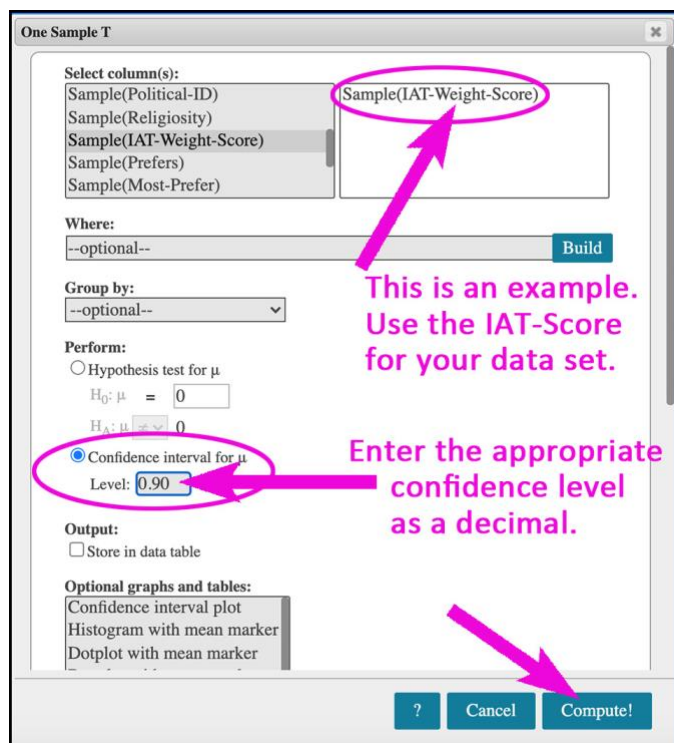 One Sample T
Select column(s):
Sample(Political-ID)
Sample(Religiosity)
Sample(IAT-Weight-Score)
Sample(Prefers)
Sample(Most-Prefer)
Sample(IAT-Weight-Score)
Where:
--optional--
Build
Group by:
--optional--
This is an example.
Use the IAT-Score
for your data set.
Perform:
Hypothesis test for μ
H0: μ = 0
HA: μ ≠ 0
Confidence interval for μ
Level: 0.90
Enter the appropriate
confidence level
as a decimal.
Output:
Store in data table
Optional graphs and tables:
Confidence interval plot
Histogram with mean marker
Dotplot with mean marker
? Cancel Compute!